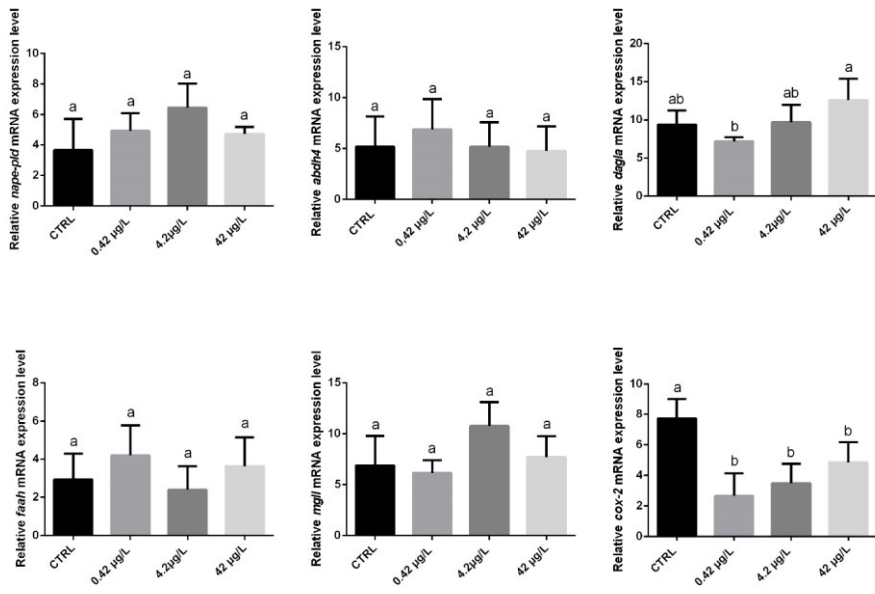 Relative nape-pld mRNA expression level
10
8
6
4
2
0
a
a
a
a
CTRL
0.42 µg/L
4.2µg/L
42 µg/L
Relative abdh4 mRNA expression level
15
10
5
0
a
a
a
a
CTRL
0.42 µg/L
4.2 µg/L
42 µg/L
Relative dagla mRNA expression level
20
15
10
5
0
ab
b
ab
a
CTRL
0.42 µg/L
4.2µg/L
42 µg/L
Relative faah mRNA expression level
8
6
4
2
0
a
a
a
a
CTRL
0.42 µg/L
4.2µg/L
42 µg/L
Relative mgll mRNA expression level
15
10
5
0
a
a
a
a
CTRL
0.42 µg/L
4.2µg/L
42 µg/L
Relative cox-2 mRNA expression level
10
8
6
4
2
0
a
b
b
b
CTRL
0.42 µg/L
4.2 µg/L
42 µg/L